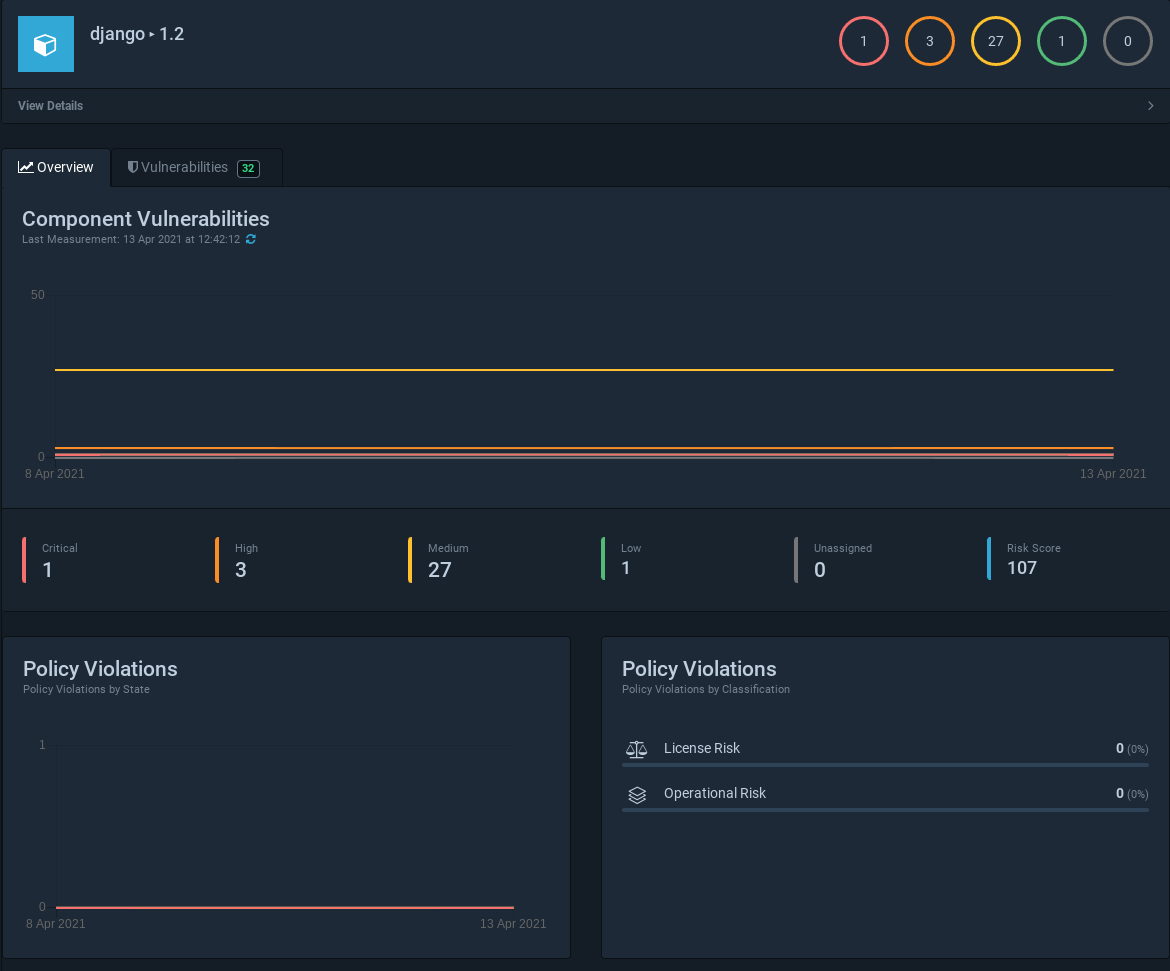 django ▸ 1.2
1 3 27 1 0
View Details
Overview Vulnerabilities 32
Component Vulnerabilities
Last Measurement: 13 Apr 2021 at 12:42:12
50
0
8 Apr 2021 13 Apr 2021
Critical High Medium Low Unassigned Risk Score
1 3 27 1 0 107
Policy Violations
Policy Violations by State
1
0
8 Apr 2021 13 Apr 2021
Policy Violations
Policy Violations by Classification
License Risk 0 (0%)
Operational Risk 0 (0%)